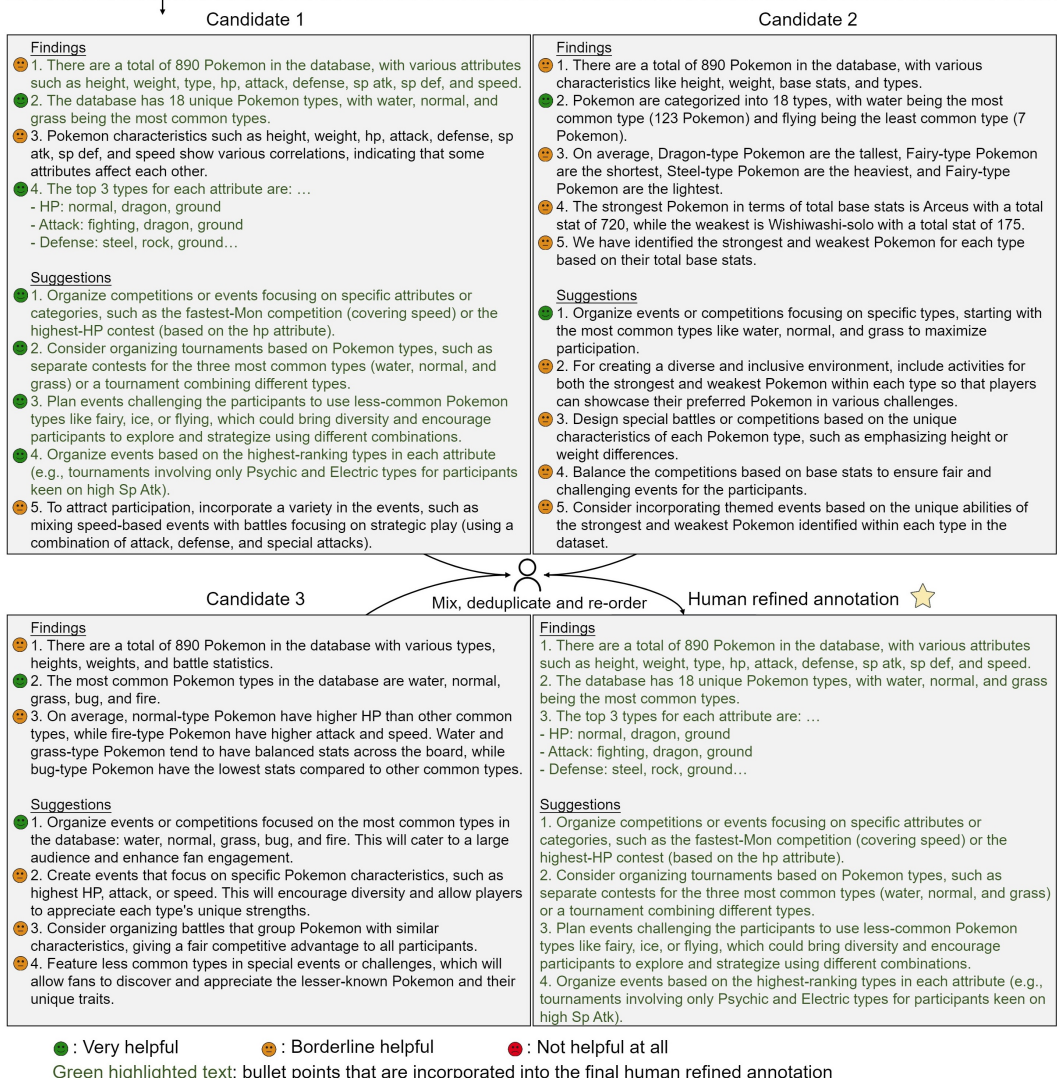 Candidate 1
Findings
1. There are a total of 890 Pokemon in the database, with various attributes
such as height, weight, type, hp, attack, defense, sp atk, sp def, and speed.
2. The database has 18 unique Pokemon types, with water, normal, and
grass being the most common types.
3. Pokemon characteristics such as height, weight, hp, attack, defense, sp
atk, sp def, and speed show various correlations, indicating that some
attributes affect each other.
4. The top 3 types for each attribute are: …
- HP: normal, dragon, ground
- Attack: fighting, dragon, ground
- Defense: steel, rock, ground…
Suggestions
1. Organize competitions or events focusing on specific attributes or
categories, such as the fastest-Mon competition (covering speed) or the
highest-HP contest (based on the hp attribute).
2. Consider organizing tournaments based on Pokemon types, such as
separate contests for the three most common types (water, normal, and
grass) or a tournament combining different types.
3. Plan events challenging the participants to use less-common Pokemon
types like fairy, ice, or flying, which could bring diversity and encourage
participants to explore and strategize using different combinations.
4. Organize events based on the highest-ranking types in each attribute
(e.g., tournaments involving only Psychic and Electric types for participants
keen on high Sp Atk).
5. To attract participation, incorporate a variety in the events, such as
mixing speed-based events with battles focusing on strategic play (using a
combination of attack, defense, and special attacks).
Candidate 2
Findings
1. There are a total of 890 Pokemon in the database, with various
characteristics like height, weight, base stats, and types.
2. Pokemon are categorized into 18 types, with water being the most
common type (123 Pokemon) and flying being the least common type (7
Pokemon).
3. On average, Dragon-type Pokemon are the tallest, Fairy-type Pokemon
are the shortest, Steel-type Pokemon are the heaviest, and Fairy-type
Pokemon are the lightest.
4. The strongest Pokemon in terms of total base stats is Arceus with a total
stat of 720, while the weakest is Wishiwashi-solo with a total stat of 175.
5. We have identified the strongest and weakest Pokemon for each type
based on their total base stats.
Suggestions
1. Organize events or competitions focusing on specific types, starting with
the most common types like water, normal, and grass to maximize
participation.
2. For creating a diverse and inclusive environment, include activities for
both the strongest and weakest Pokemon within each type so that players
can showcase their preferred Pokemon in various challenges.
3. Design special battles or competitions based on the unique
characteristics of each Pokemon type, such as emphasizing height or
weight differences.
4. Balance the competitions based on base stats to ensure fair and
challenging events for the participants.
5. Consider incorporating themed events based on the unique abilities of
the strongest and weakest Pokemon identified within each type in the
dataset.
Mix, deduplicate and re-order
Candidate 3
Findings
1. There are a total of 890 Pokemon in the database with various types,
heights, weights, and battle statistics.
2. The most common Pokemon types in the database are water, normal,
grass, bug, and fire.
3. On average, normal-type Pokemon have higher HP than other common
types, while fire-type Pokemon have higher attack and speed. Water and
grass-type Pokemon tend to have balanced stats across the board, while
bug-type Pokemon have the lowest stats compared to other common types.
Suggestions
1. Organize events or competitions focused on the most common types in
the database: water, normal, grass, bug, and fire. This will cater to a large
audience and enhance fan engagement.
2. Create events that focus on specific Pokemon characteristics, such as
highest HP, attack, or speed. This will encourage diversity and allow players
to appreciate each type's unique strengths.
3. Consider organizing battles that group Pokemon with similar
characteristics, giving a fair competitive advantage to all participants.
4. Feature less common types in special events or challenges, which will
allow fans to discover and appreciate the lesser-known Pokemon and their
unique traits.
Human refined annotation
Findings
1. There are a total of 890 Pokemon in the database, with various attributes
such as height, weight, type, hp, attack, defense, sp atk, sp def, and speed.
2. The database has 18 unique Pokemon types, with water, normal, and grass
being the most common types.
3. The top 3 types for each attribute are: …
- HP: normal, dragon, ground
- Attack: fighting, dragon, ground
- Defense: steel, rock, ground…
Suggestions
1. Organize competitions or events focusing on specific attributes or
categories, such as the fastest-Mon competition (covering speed) or the
highest-HP contest (based on the hp attribute).
2. Consider organizing tournaments based on Pokemon types, such as
separate contests for the three most common types (water, normal, and grass)
or a tournament combining different types.
3. Plan events challenging the participants to use less-common Pokemon
types like fairy, ice, or flying, which could bring diversity and encourage
participants to explore and strategize using different combinations.
4. Organize events based on the highest-ranking types in each attribute (e.g.,
tournaments involving only Psychic and Electric types for participants keen on
high Sp Atk).
: Very helpful
: Borderline helpful
: Not helpful at all
Green highlighted text: bullet points that are incorporated into the final human refined annotation